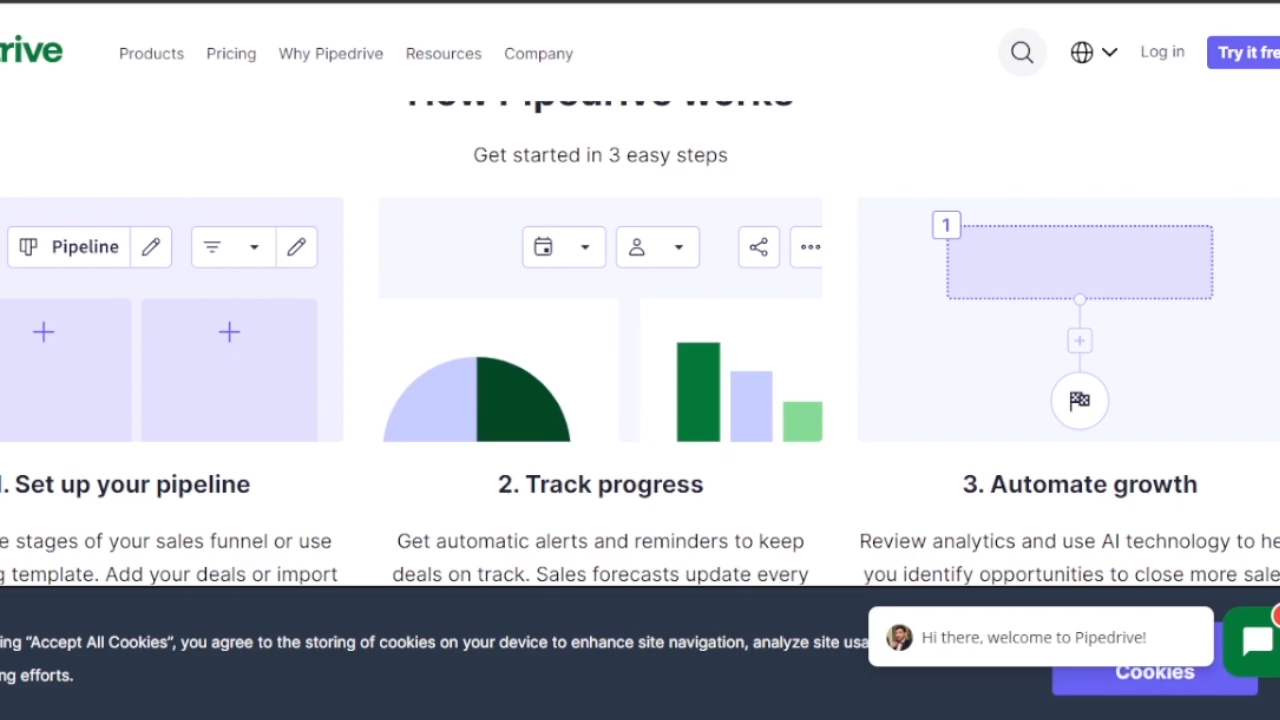 rive
Products Pricing Why Pipedrive Resources Company
Log in
Try it fre
How Pipedrive works
Get started in 3 easy steps
Pipeline
1
1. Set up your pipeline
2. Track progress
3. Automate growth
e stages of your sales funnel or use
g template. Add your deals or import
Get automatic alerts and reminders to keep
deals on track. Sales forecasts update every
Review analytics and use AI technology to he
you identify opportunities to close more sale
ing “Accept All Cookies”, you agree to the storing of cookies on your device to enhance site navigation, analyze site usa
ng efforts.
Hi there, welcome to Pipedrive!
Cookies